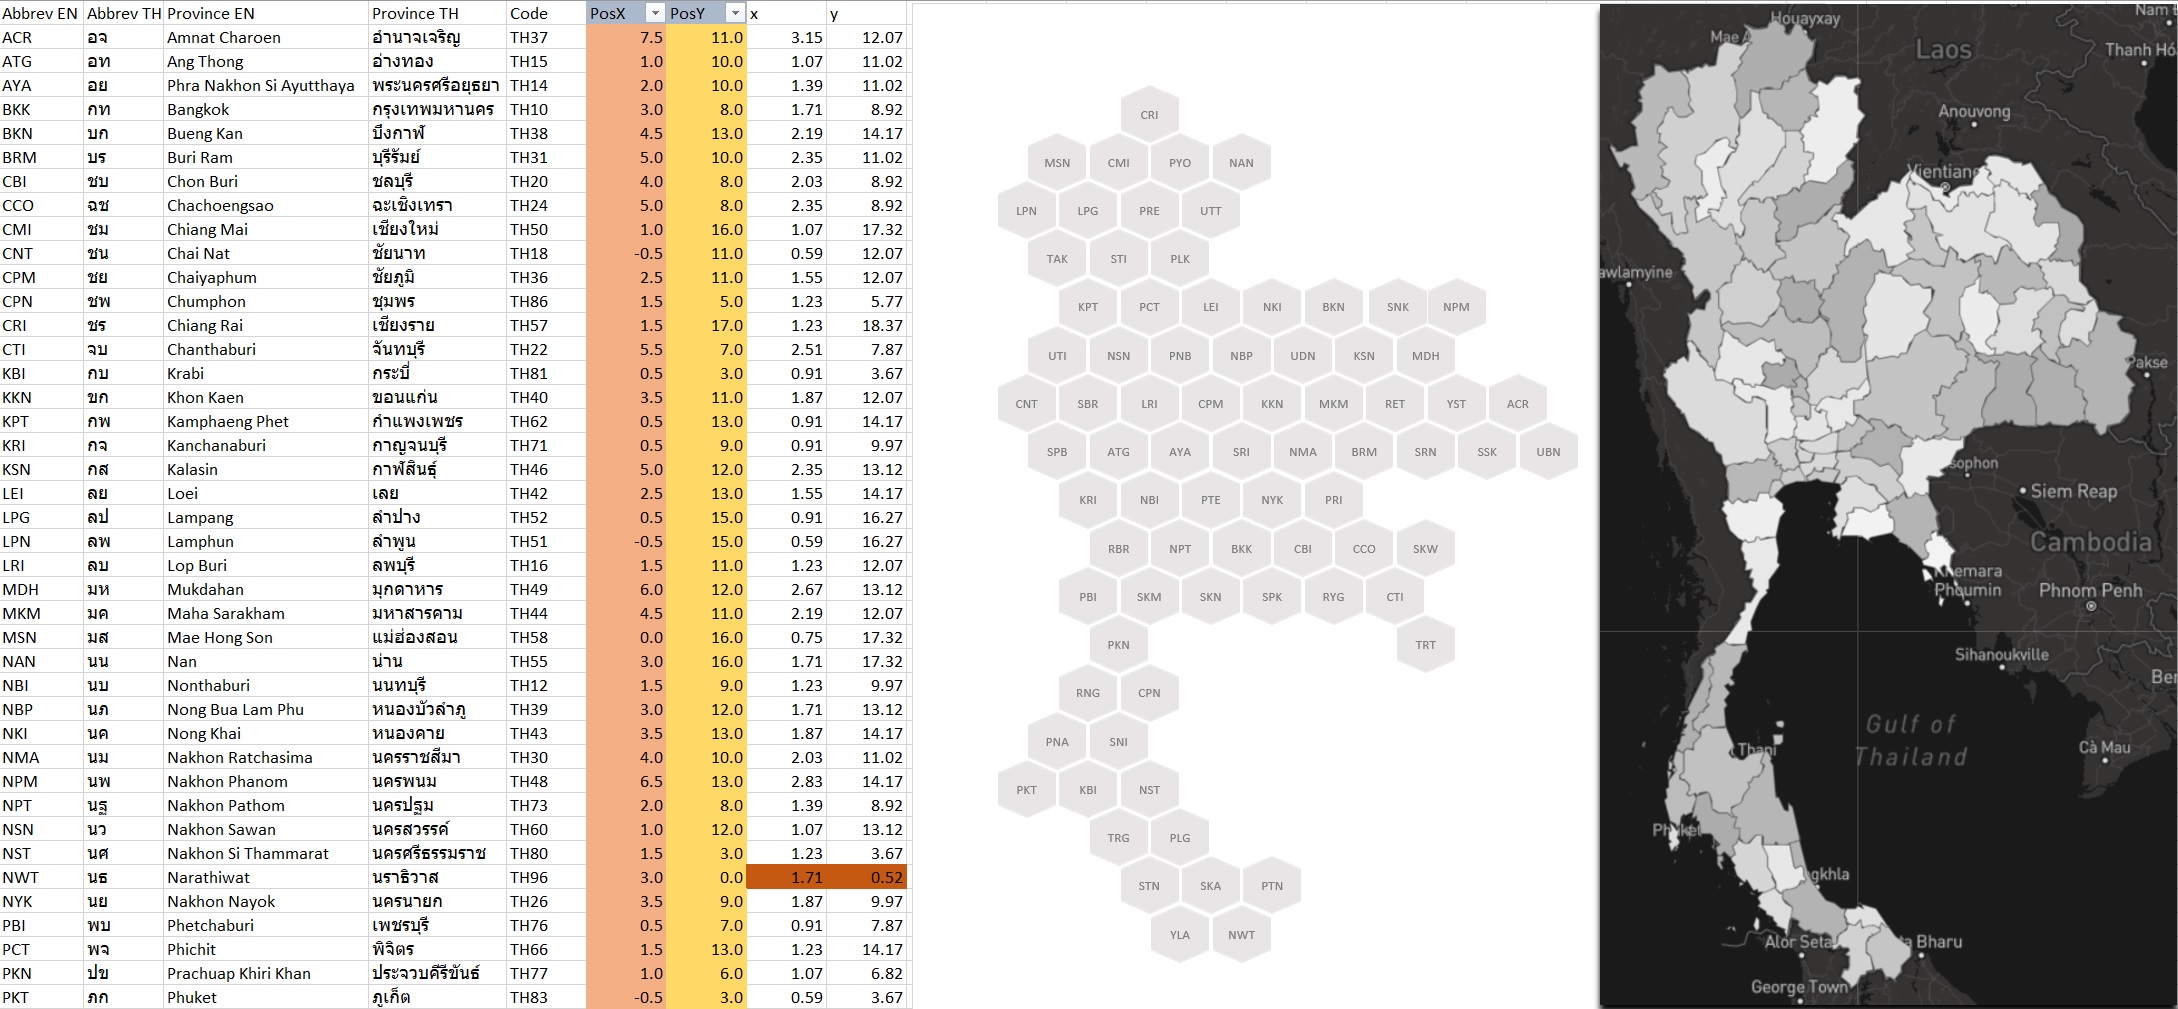 Abbrev EN Abbrev TH Province EN Province TH Code PosX PosY x y
ACR อจ Amnat Charoen อำนาจเจริญ TH37 7.5 11.0 3.15 12.07
ATG อท Ang Thong อ่างทอง TH15 1.0 10.0 1.07 11.02
AYA อย Phra Nakhon Si Ayutthaya พระนครศรีอยุธยา TH14 2.0 10.0 1.39 11.02
BKK กท Bangkok กรุงเทพมหานคร TH10 3.0 8.0 1.71 8.92
BKN บก Bueng Kan บึงกาฬ TH38 4.5 13.0 2.19 14.17
BRM บร Buri Ram บุรีรัมย์ TH31 5.0 10.0 2.35 11.02
CBI ชบ Chon Buri ชลบุรี TH20 4.0 8.0 2.03 8.92
CCO ฉช Chachoengsao ฉะเชิงเทรา TH24 5.0 8.0 2.35 8.92
CMI ชม Chiang Mai เชียงใหม่ TH50 1.0 16.0 1.07 17.32
CNT ชน Chai Nat ชัยนาท TH18 -0.5 11.0 0.59 12.07
CPM ชย Chaiyaphum ชัยภูมิ TH36 2.5 11.0 1.55 12.07
CPN ชพ Chumphon ชุมพร TH86 1.5 5.0 1.23 5.77
CRI ชร Chiang Rai เชียงราย TH57 1.5 17.0 1.23 18.37
CTI จบ Chanthaburi จันทบุรี TH22 5.5 7.0 2.51 7.87
KBI กบ Krabi กระบี่ TH81 0.5 3.0 0.91 3.67
KKN ขก Khon Kaen ขอนแก่น TH40 3.5 11.0 1.87 12.07
KPT กพ Kamphaeng Phet กำแพงเพชร TH62 0.5 13.0 0.91 14.17
KRI กจ Kanchanaburi กาญจนบุรี TH71 0.5 9.0 0.91 9.97
KSN กส Kalasin กาฬสินธุ์ TH46 5.0 12.0 2.35 13.12
LEI ลย Loei เลย TH42 2.5 13.0 1.55 14.17
LPG ลป Lampang ลำปาง TH52 0.5 15.0 0.91 16.27
LPN ลพ Lamphun ลำพูน TH51 -0.5 15.0 0.59 16.27
LRI ลบ Lop Buri ลพบุรี TH16 1.5 11.0 1.23 12.07
MDH มห Mukdahan มุกดาหาร TH49 6.0 12.0 2.67 13.12
MKM มค Maha Sarakham มหาสารคาม TH44 4.5 11.0 2.19 12.07
MSN มส Mae Hong Son แม่ฮ่องสอน TH58 0.0 16.0 0.75 17.32
NAN นน Nan น่าน TH55 3.0 16.0 1.71 17.32
NBI นบ Nonthaburi นนทบุรี TH12 1.5 9.0 1.23 9.97
NBP นภ Nong Bua Lam Phu หนองบัวลำภู TH39 3.0 12.0 1.71 13.12
NKI นค Nong Khai หนองคาย TH43 3.5 13.0 1.87 14.17
NMA นม Nakhon Ratchasima นครราชสีมา TH30 4.0 10.0 2.03 11.02
NPM นพ Nakhon Phanom นครพนม TH48 6.5 13.0 2.83 14.17
NPT นฐ Nakhon Pathom นครปฐม TH73 2.0 8.0 1.39 8.92
NSN นว Nakhon Sawan นครสวรรค์ TH60 1.0 12.0 1.07 13.12
NST นศ Nakhon Si Thammarat นครศรีธรรมราช TH80 1.5 3.0 1.23 3.67
NWT นธ Narathiwat นราธิวาส TH96 3.0 0.0 1.71 0.52
NYK นย Nakhon Nayok นครนายก TH26 3.5 9.0 1.87 9.97
PBI พบ Phetchaburi เพชรบุรี TH76 0.5 7.0 0.91 7.87
PCT พจ Phichit พิจิตร TH66 1.5 13.0 1.23 14.17
PKN ปข Prachuap Khiri Khan ประจวบคีรีขันธ์ TH77 1.0 6.0 1.07 6.82
PKT ภก Phuket ภูเก็ต TH83 -0.5 3.0 0.59 3.67
CRI
MSN CMI PYO NAN
LPN LPG PRE UTT
TAK STI PLK
KPT PCT LEI NKI BKN SNK NPM
UTI NSN PNB NBP UDN KSN MDH
CNT SBR LRI CPM KKN MKM RET YST ACR
SPB ATG AYA SRI NMA BRM SRN SSK UBN
KRI NBI PTE NYK PRI
RBR NPT BKK CBI CCO SKW
PBI SKM SKN SPK RYG CTI
PKN TRT
RNG CPN
PNA SNI
PKT KBI NST
TRG PLG
STN SKA PTN
YLA NWT
Houayxay
Nam t
Mae
Laos
Thanh Hó
Anouvong
Vientian
awlamyine
Pakse
sophon
Siem Reap
Cambodia
Khemara
Phoumin
Phnom Penh
Sihanoukville
Ber
Gulf of
Thailand
Thani
Cà Mau
Phuket
ngkhla
Alor Seta
a Bharu
George Town